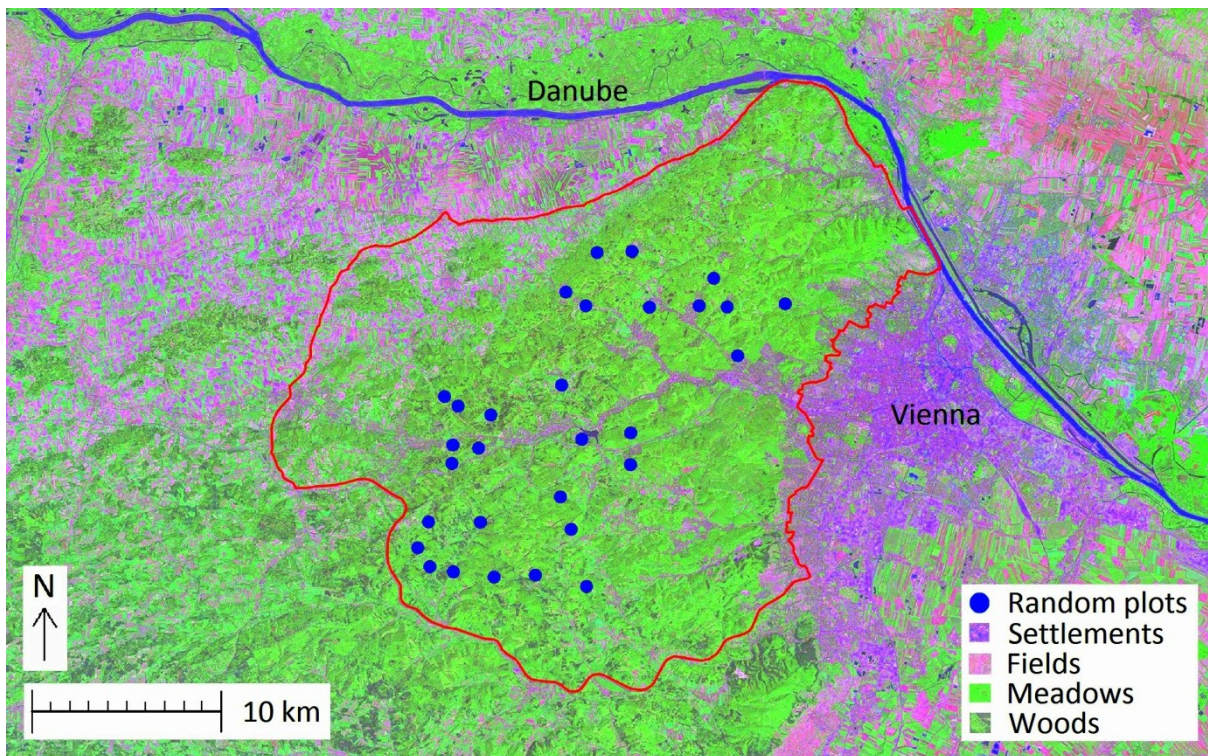 Danube
Vienna
N
10 km
Random plots
Settlements
Fields
Meadows
Woods